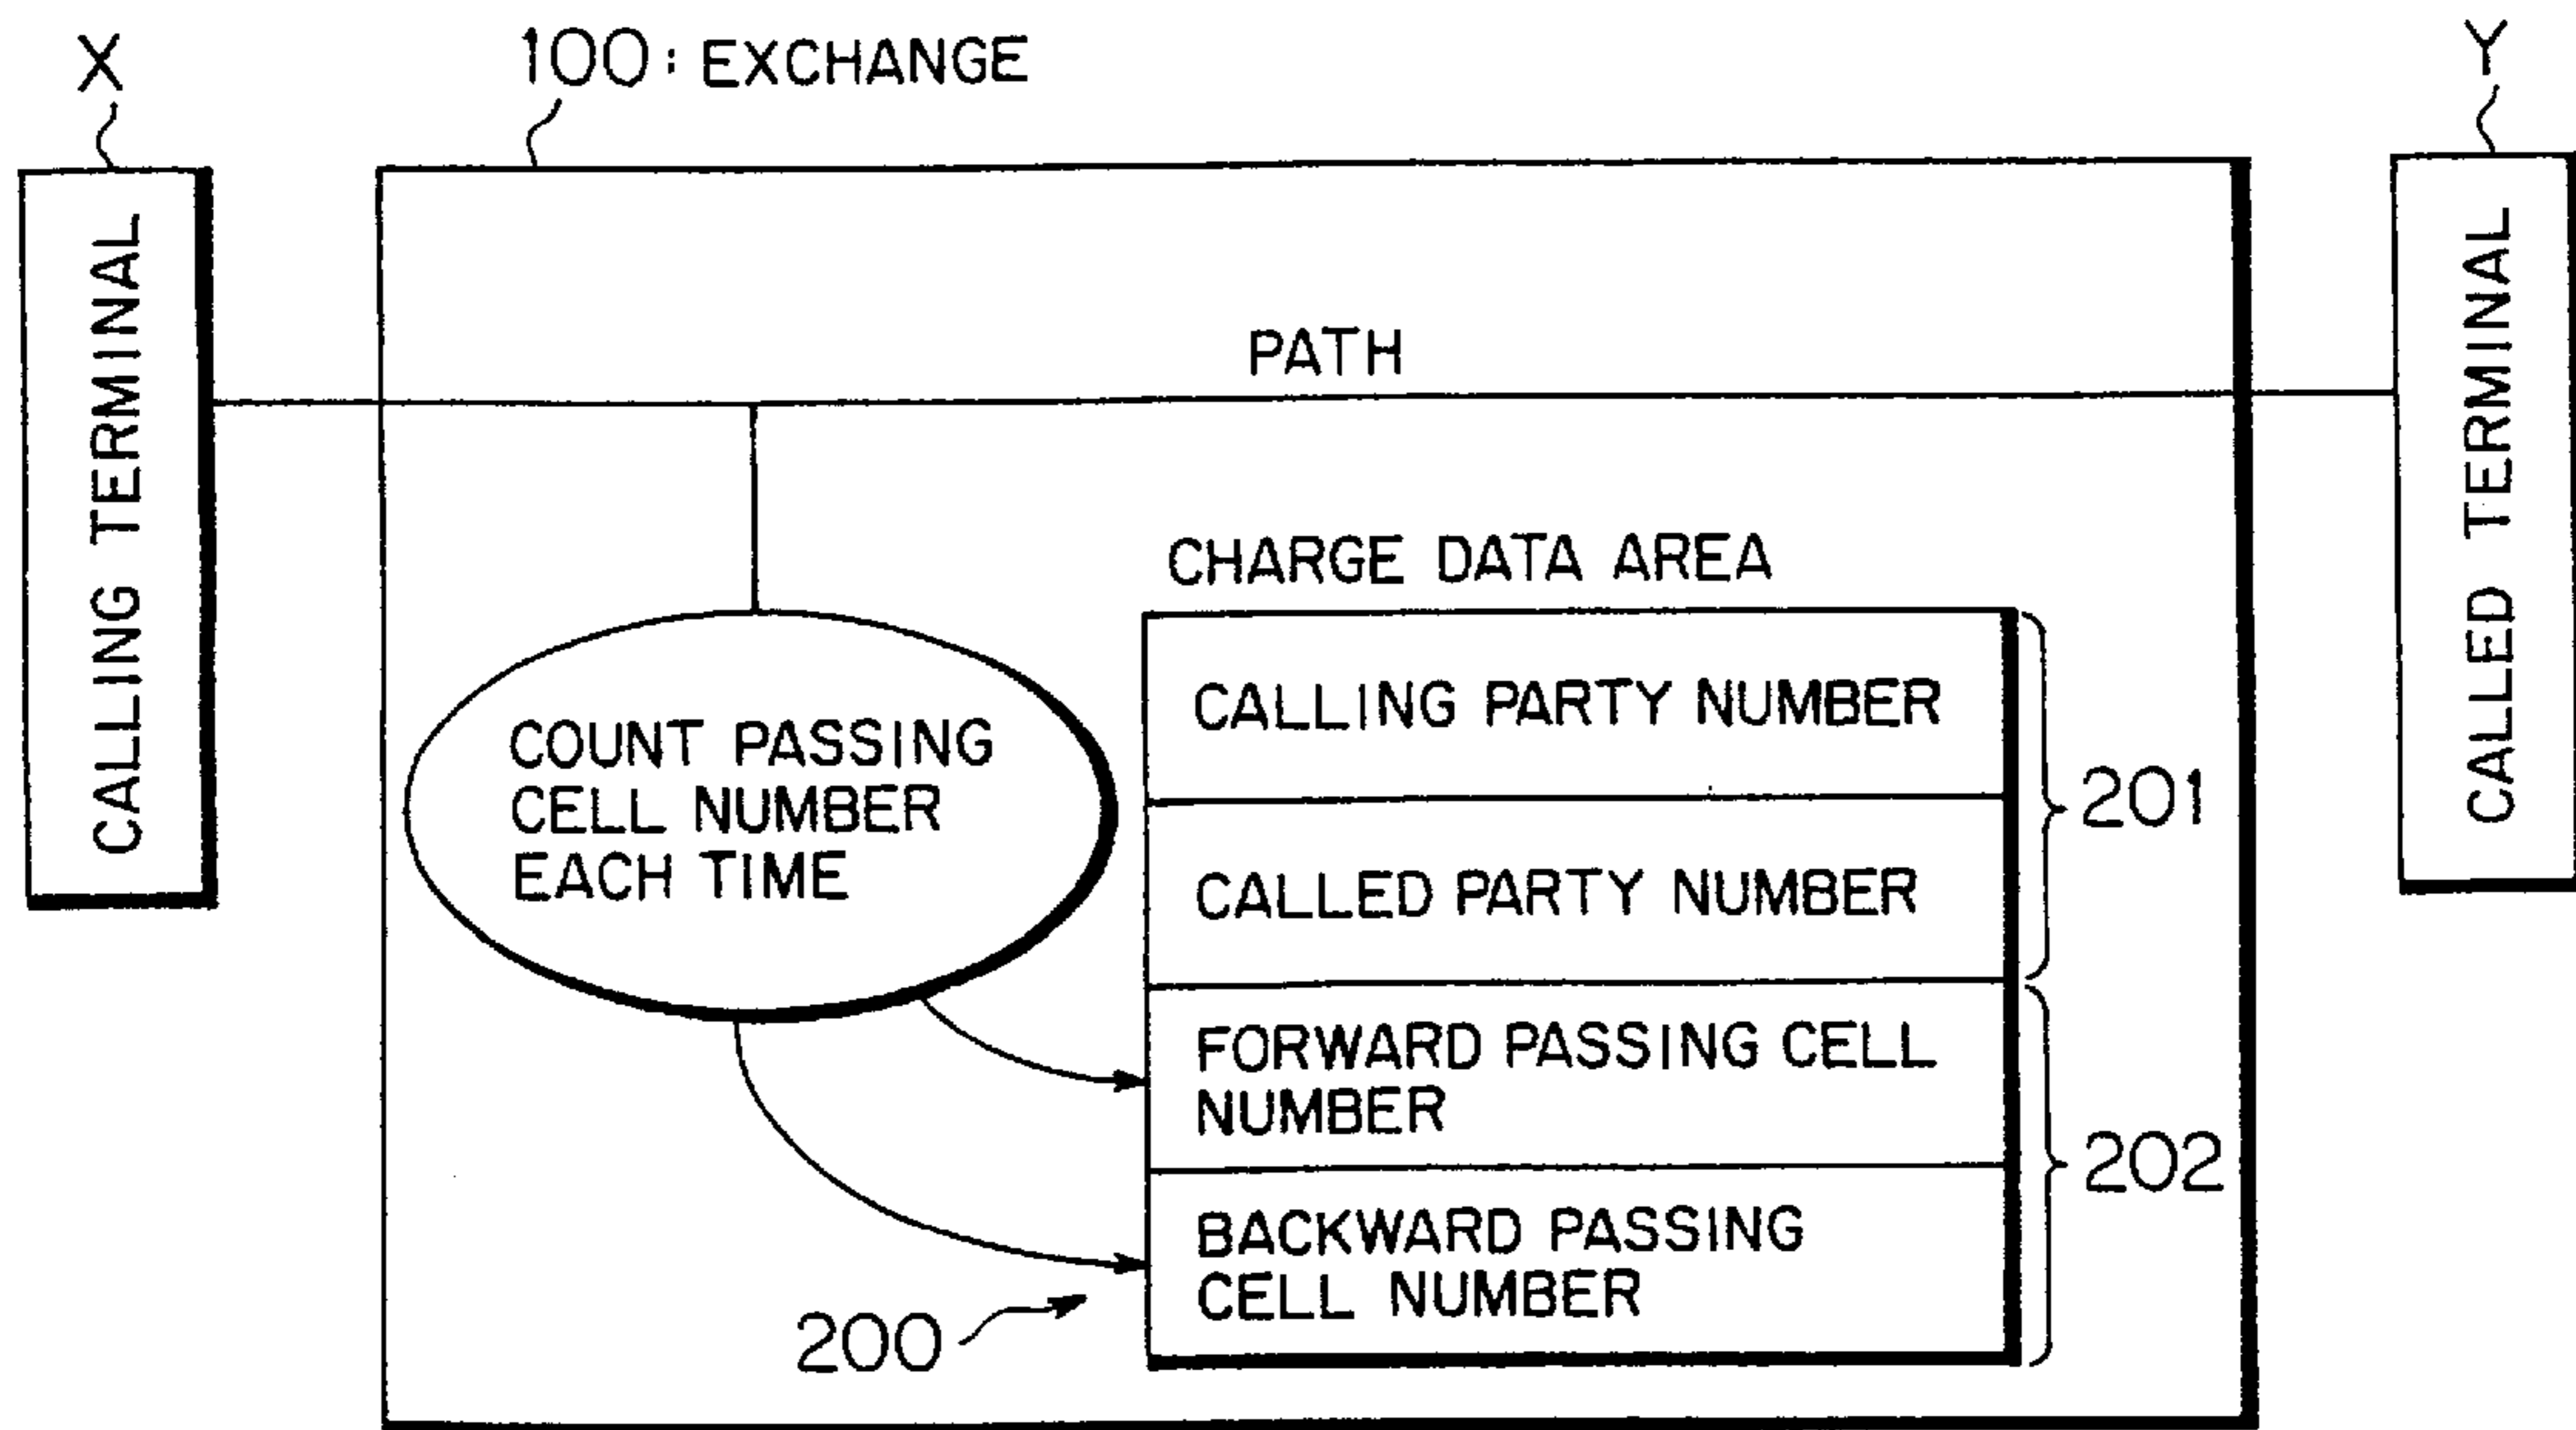 X
100: EXCHANGE
Y
CALLING TERMINAL
PATH
CALLED TERMINAL
COUNT PASSING
CELL NUMBER
EACH TIME
CHARGE DATA AREA
CALLING PARTY NUMBER
CALLED PARTY NUMBER
201
FORWARD PASSING CELL
NUMBER
BACKWARD PASSING
CELL NUMBER
202
200